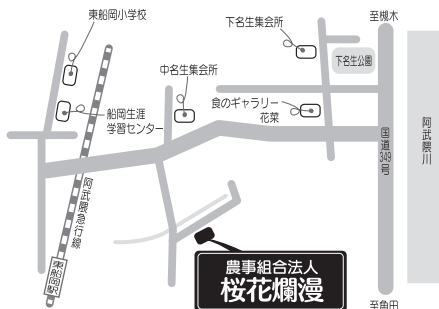 東船岡小学校
下名生集会所
至槻木
下名生公園
中名生集会所
食のギャラリー
花菜
船岡生涯
学習センター
国道349号
阿武隈川
阿武隈急行線
東船岡駅
農事組合法人
桜花爛漫
至角田